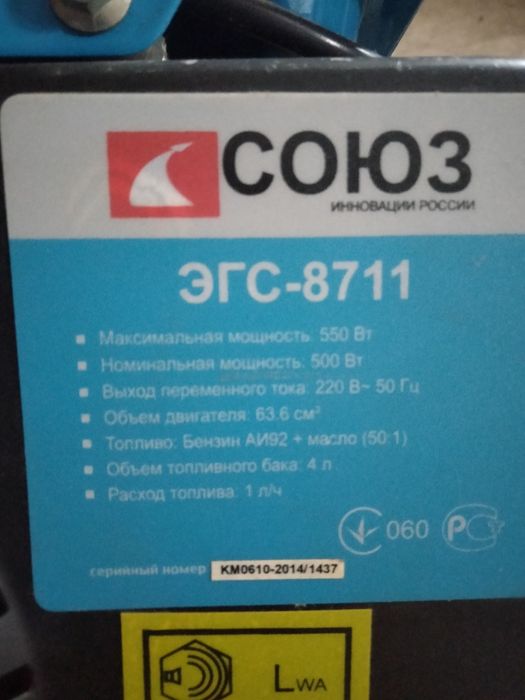 СОЮЗ
ИННОВАЦИИ РОССИИ
ЭГС-8711
Максимальная мощность: 550 Вт
Номинальная мощность: 500 Вт
Выход переменного тока: 220 В~ 50 Гц
Объем двигателя: 63.6 см³
Топливо: Бензин АИ92 + масло (50:1)
Объем топливного бака: 4 л
Расход топлива: 1 л/ч
060 РС
серийный номер KM0610-2014/1437
LWA